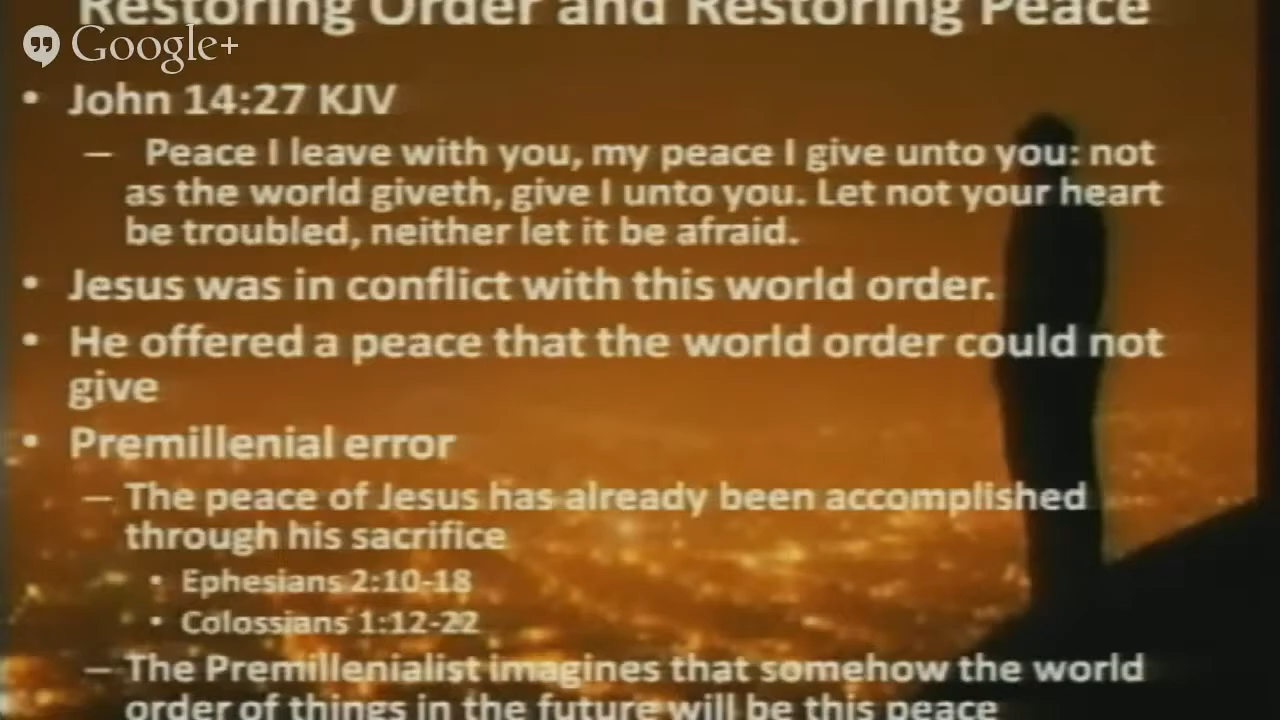 Restoring Order and Restoring Peace
Google+
• John 14:27 KJV
– Peace I leave with you, my peace I give unto you: not
as the world giveth, give I unto you. Let not your heart
be troubled, neither let it be afraid.
• Jesus was in conflict with this world order.
• He offered a peace that the world order could not
give
• Premillenial error
– The peace of Jesus has already been accomplished
through his sacrifice
• Ephesians 2:10-18
• Colossians 1:12-22
– The Premillenialist imagines that somehow the world
order of things in the future will be this peace